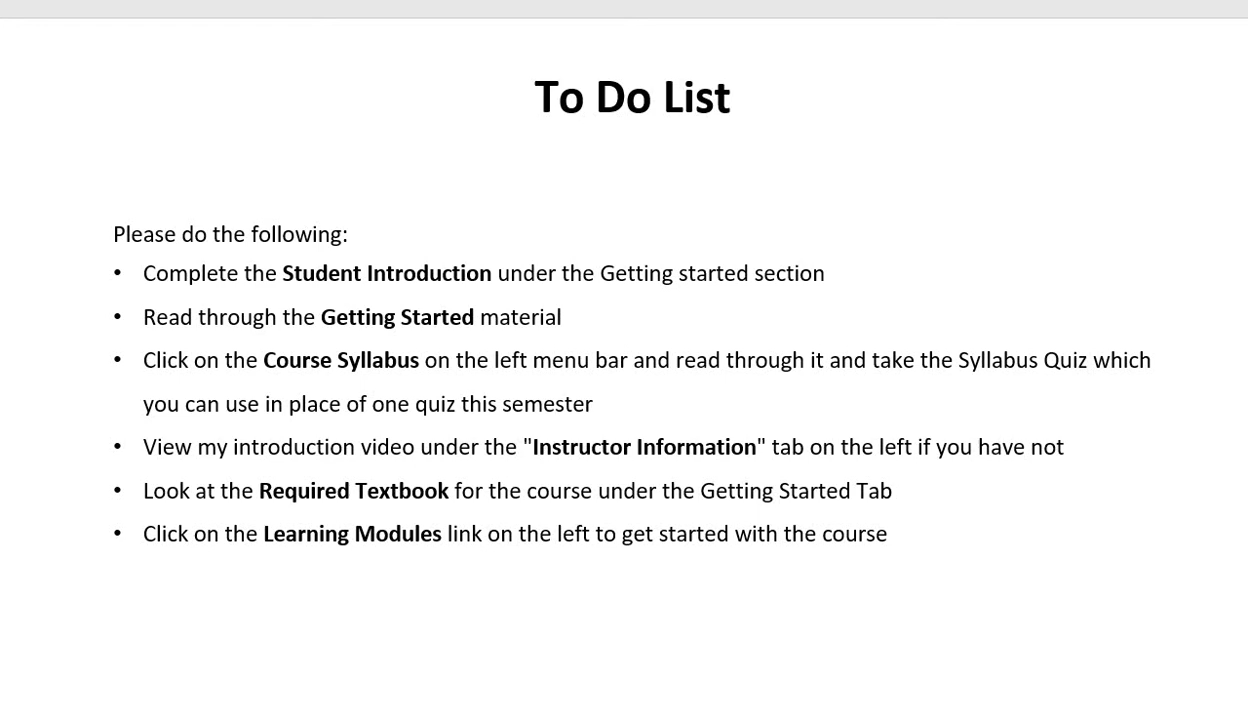 To Do List
Please do the following:
• Complete the Student Introduction under the Getting started section
• Read through the Getting Started material
• Click on the Course Syllabus on the left menu bar and read through it and take the Syllabus Quiz which
you can use in place of one quiz this semester
• View my introduction video under the "Instructor Information" tab on the left if you have not
• Look at the Required Textbook for the course under the Getting Started Tab
• Click on the Learning Modules link on the left to get started with the course